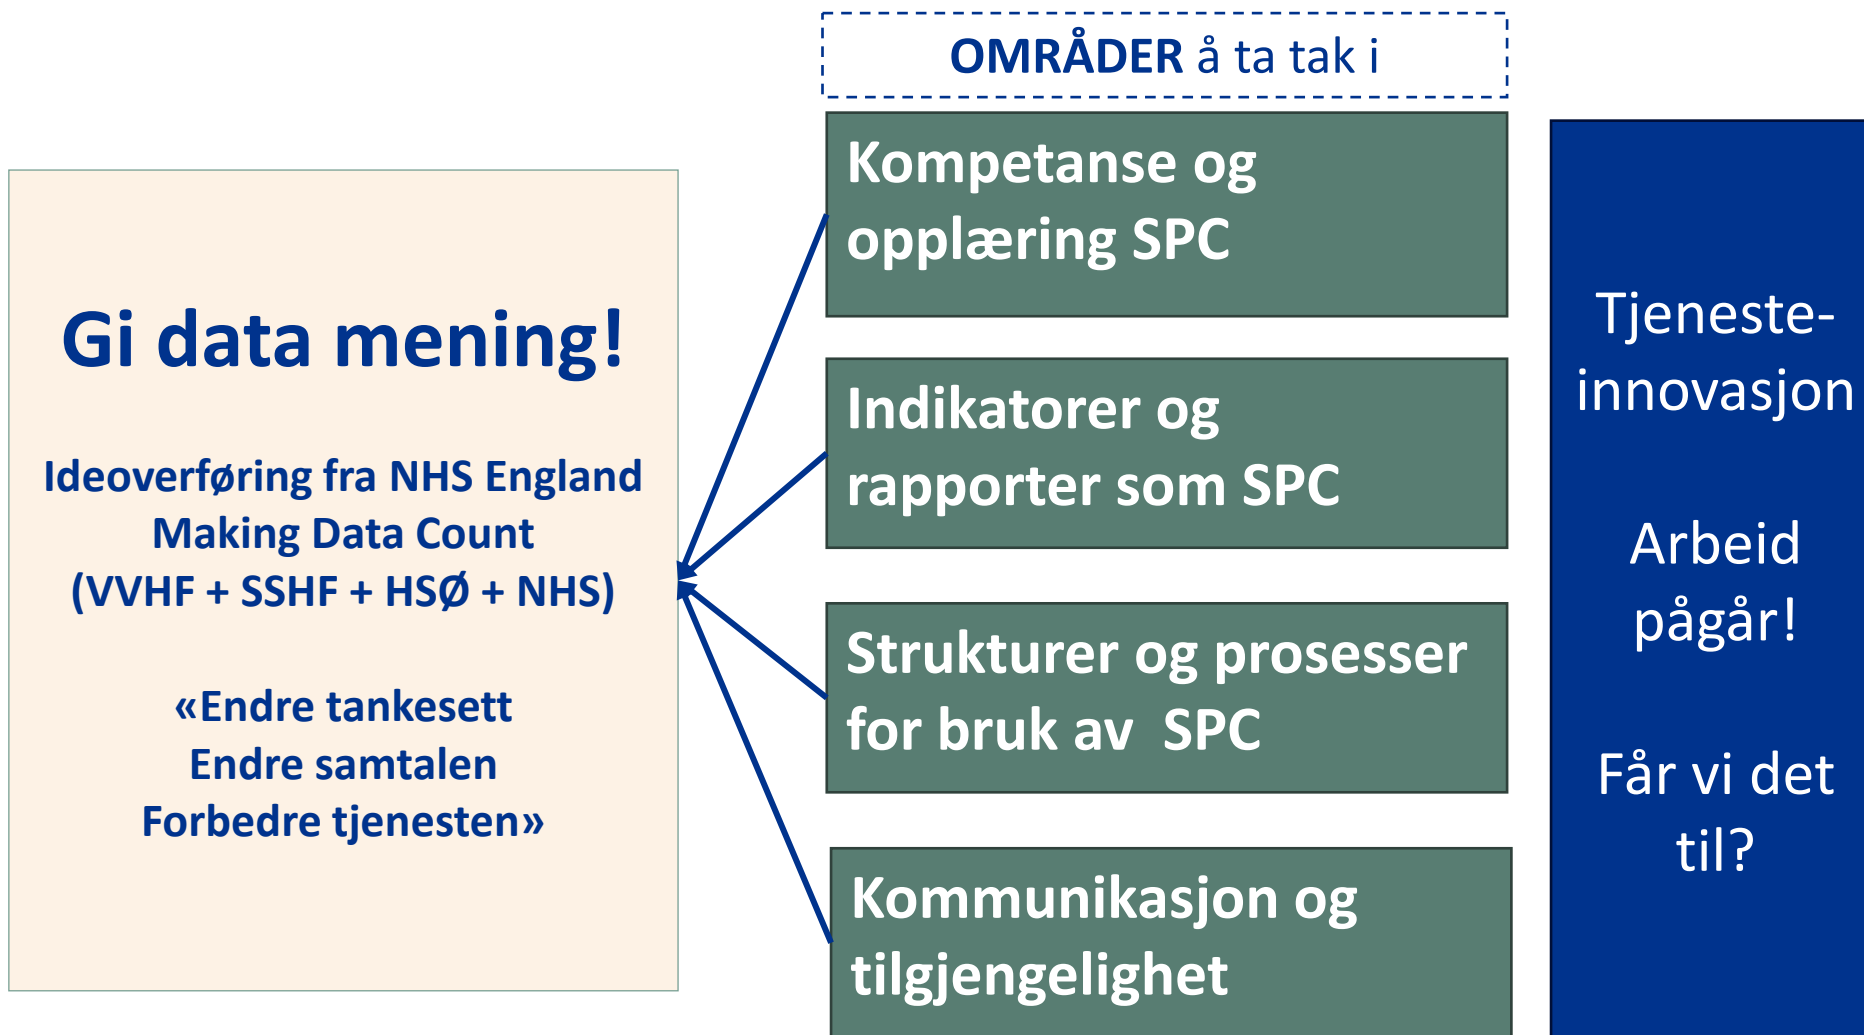 OMRÅDER å ta tak i
Gi data mening!
Ideoverføring fra NHS England
Making Data Count
(VVHF + SSHF + HSØ + NHS)
«Endre tankesett
Endre samtalen
Forbedre tjenesten»
Kompetanse og
opplæring SPC
Indikatorer og
rapporter som SPC
Strukturer og prosesser
for bruk av  SPC
Kommunikasjon og
tilgjengelighet
Tjeneste-
innovasjon
Arbeid
pågår!
Får vi det
til?